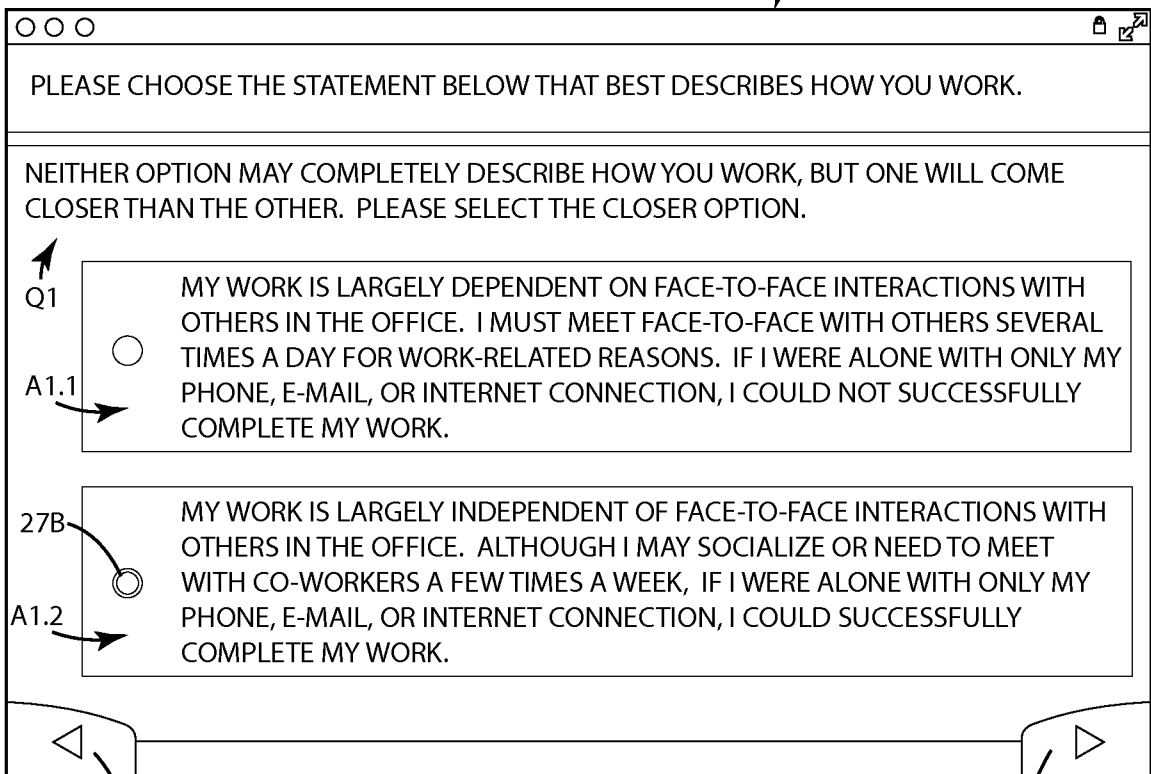 PLEASE CHOOSE THE STATEMENT BELOW THAT BEST DESCRIBES HOW YOU WORK.
NEITHER OPTION MAY COMPLETELY DESCRIBE HOW YOU WORK, BUT ONE WILL COME
CLOSER THAN THE OTHER. PLEASE SELECT THE CLOSER OPTION.
Q1
MY WORK IS LARGELY DEPENDENT ON FACE-TO-FACE INTERACTIONS WITH
OTHERS IN THE OFFICE. I MUST MEET FACE-TO-FACE WITH OTHERS SEVERAL
TIMES A DAY FOR WORK-RELATED REASONS. IF I WERE ALONE WITH ONLY MY
A1.1
PHONE, E-MAIL, OR INTERNET CONNECTION, I COULD NOT SUCCESSFULLY
COMPLETE MY WORK.
27B
MY WORK IS LARGELY INDEPENDENT OF FACE-TO-FACE INTERACTIONS WITH
OTHERS IN THE OFFICE. ALTHOUGH I MAY SOCIALIZE OR NEED TO MEET
WITH CO-WORKERS A FEW TIMES A WEEK, IF I WERE ALONE WITH ONLY MY
A1.2
PHONE, E-MAIL, OR INTERNET CONNECTION, I COULD SUCCESSFULLY
COMPLETE MY WORK.